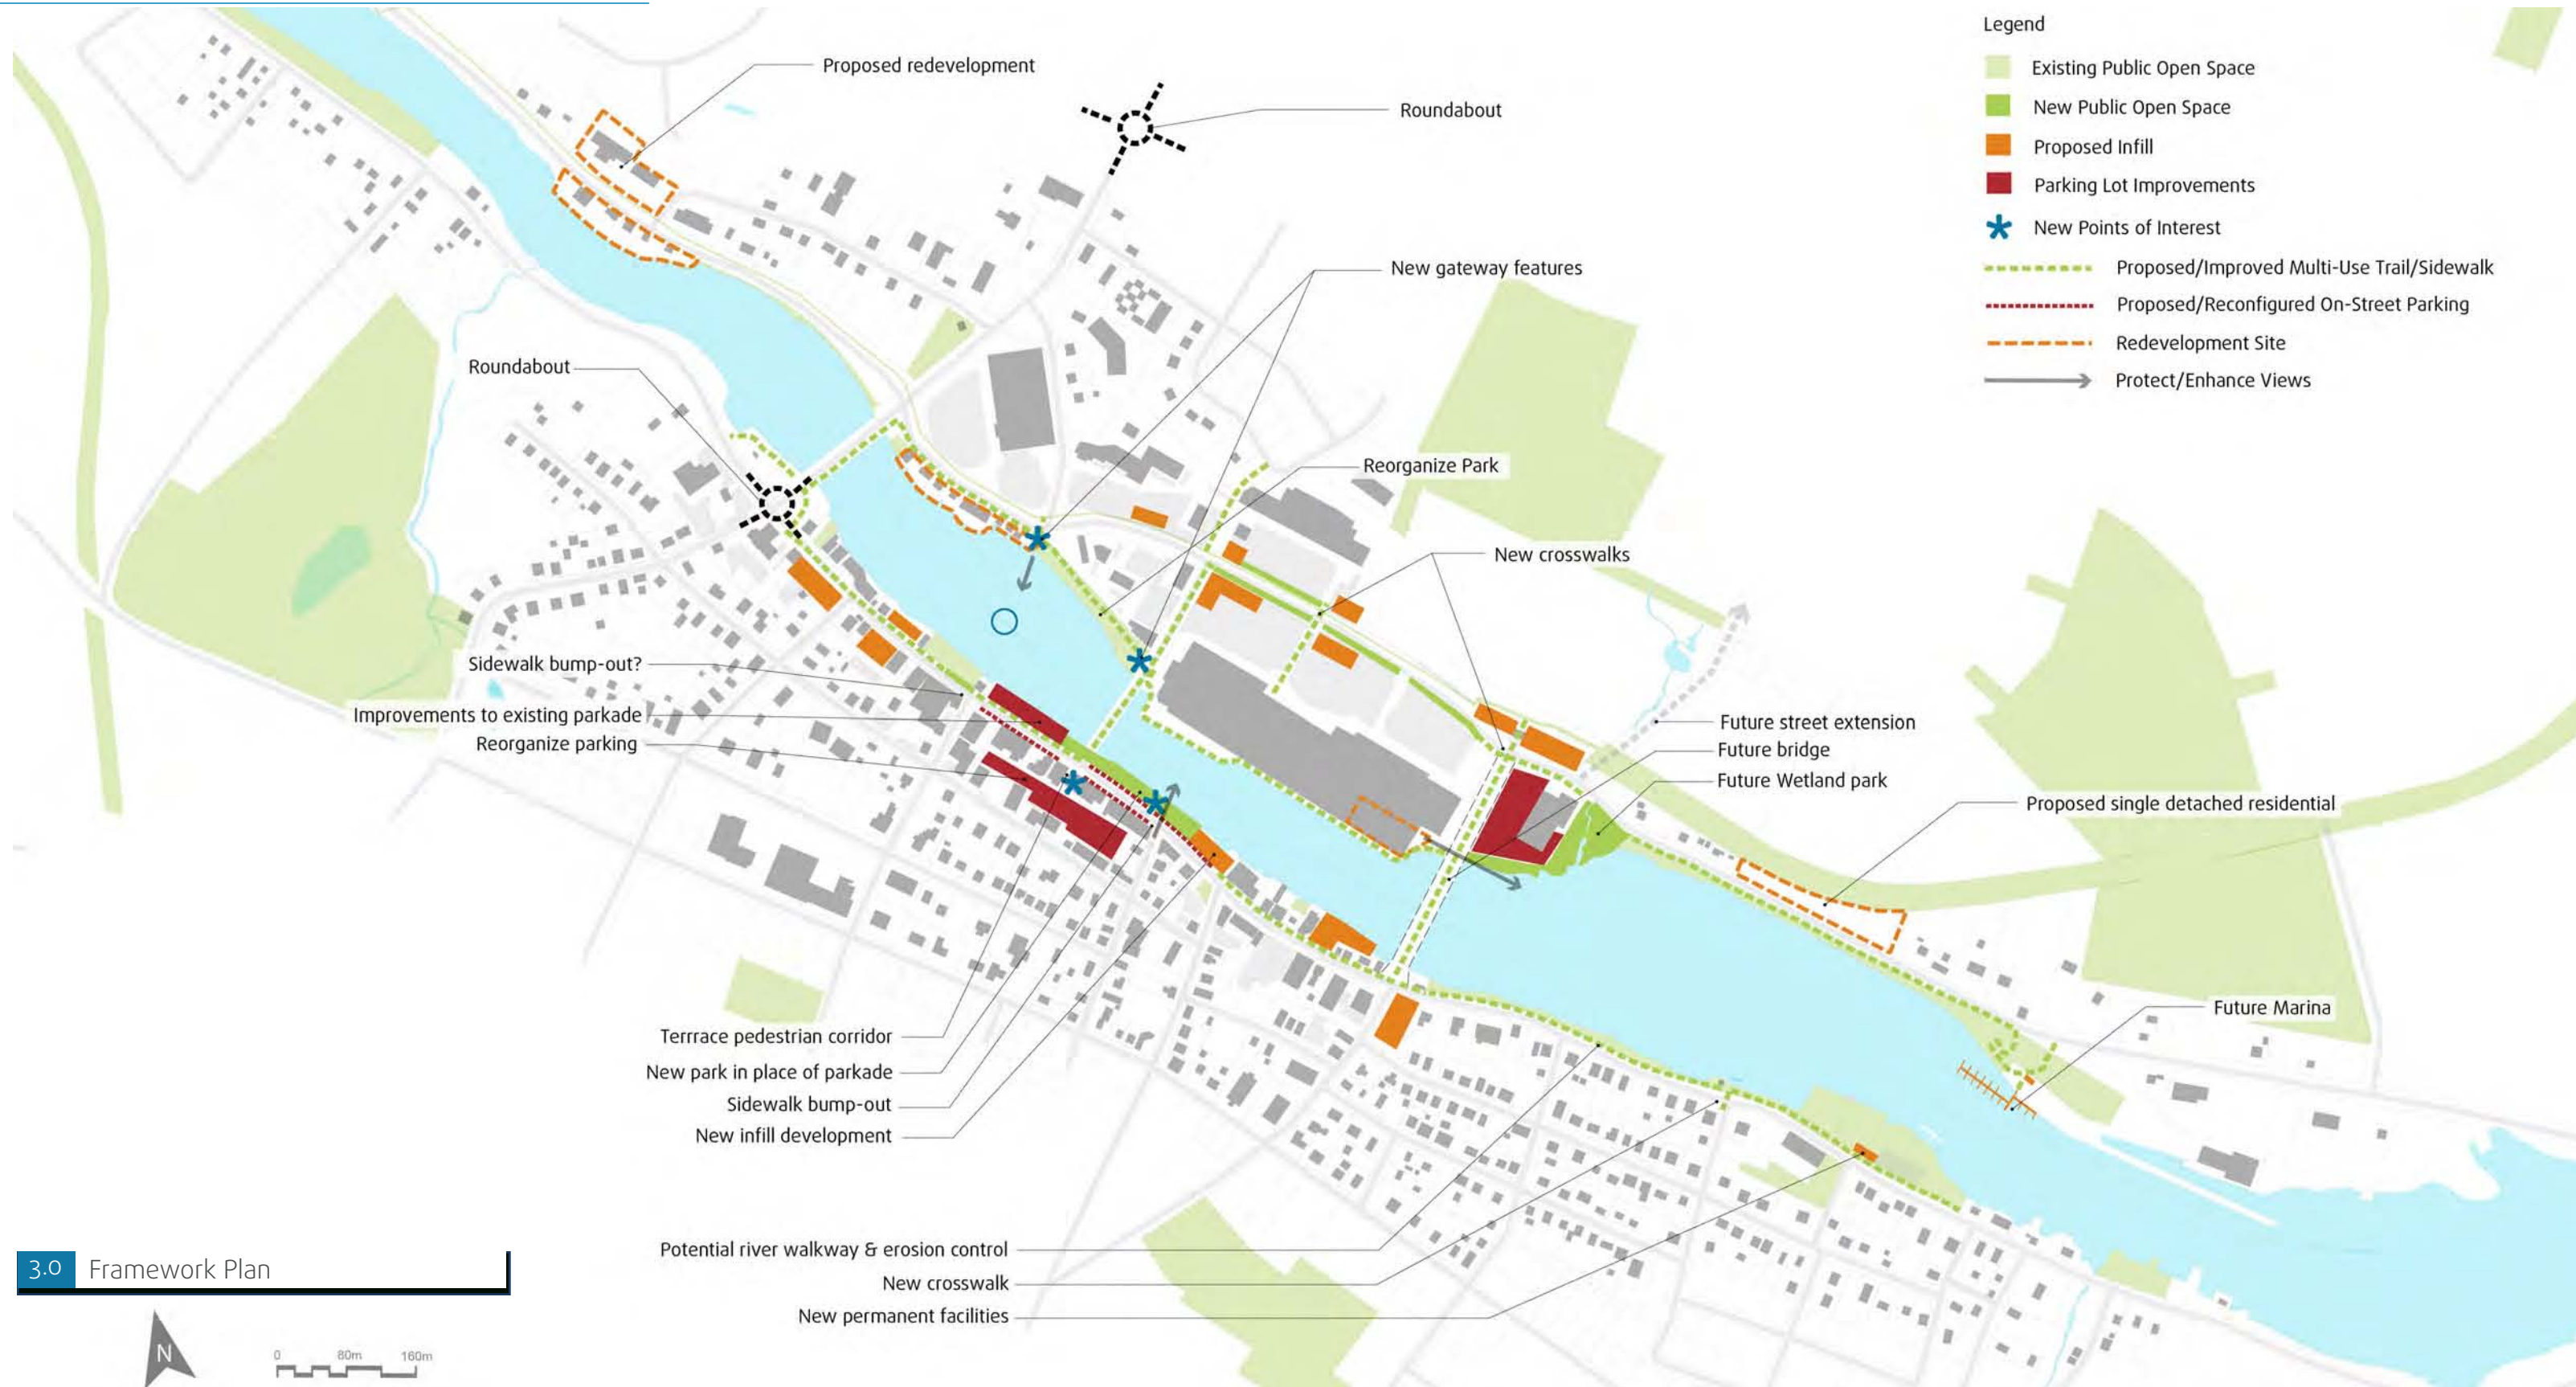 Legend
Existing Public Open Space
New Public Open Space
Proposed Infill
Parking Lot Improvements
New Points of Interest
Proposed/Improved Multi-Use Trail/Sidewalk
Proposed/Reconfigured On-Street Parking
Redevelopment Site
Protect/Enhance Views
Proposed redevelopment
Roundabout
New gateway features
Roundabout
Reorganize Park
New crosswalks
Sidewalk bump-out?
Improvements to existing parkade
Reorganize parking
Future street extension
Future bridge
Future Wetland park
Proposed single detached residential
Future Marina
Terrrace pedestrian corridor
New park in place of parkade
Sidewalk bump-out
New infill development
Potential river walkway & erosion control
New crosswalk
New permanent facilities
3.0 Framework Plan
N
0 80m 160m